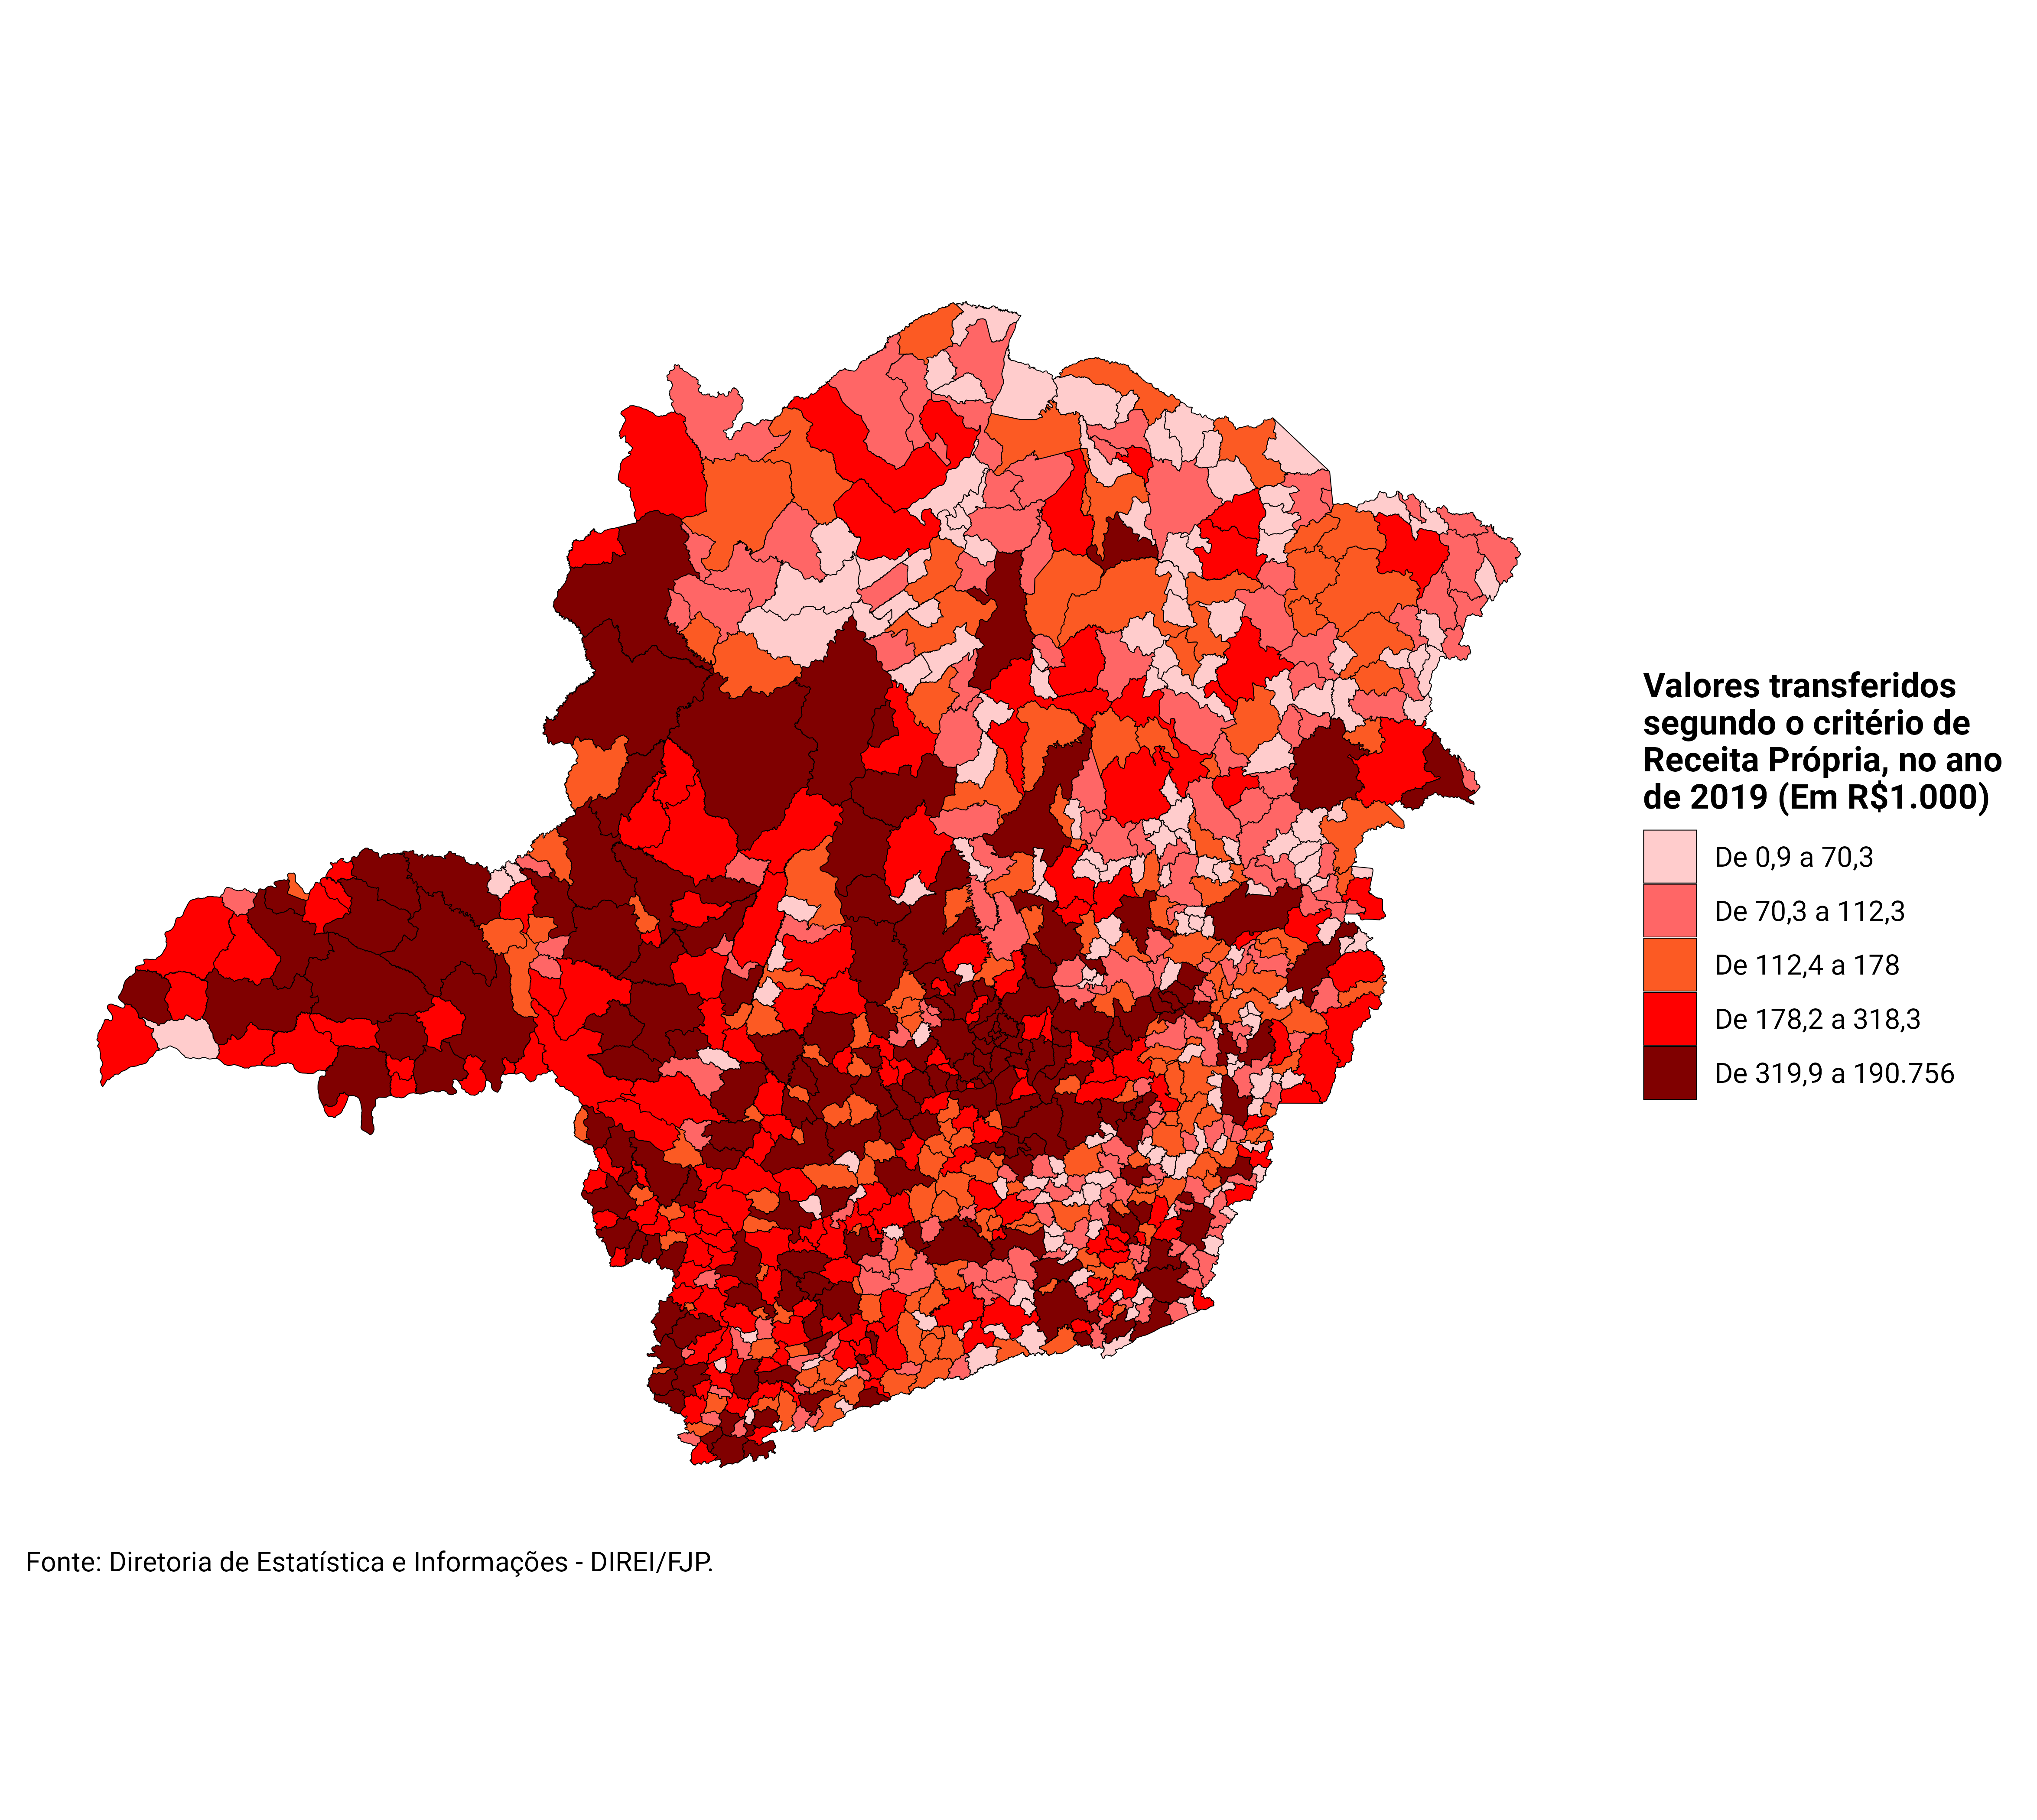 Valores transferidos
segundo o critério de
Receita Própria, no ano
de 2019 (Em R$1.000)
De 0,9 a 70,3
De 70,3 a 112,3
De 112,4 a 178
De 178,2 a 318,3
De 319,9 a 190.756
Fonte: Diretoria de Estatística e Informações - DIREI/FJP.